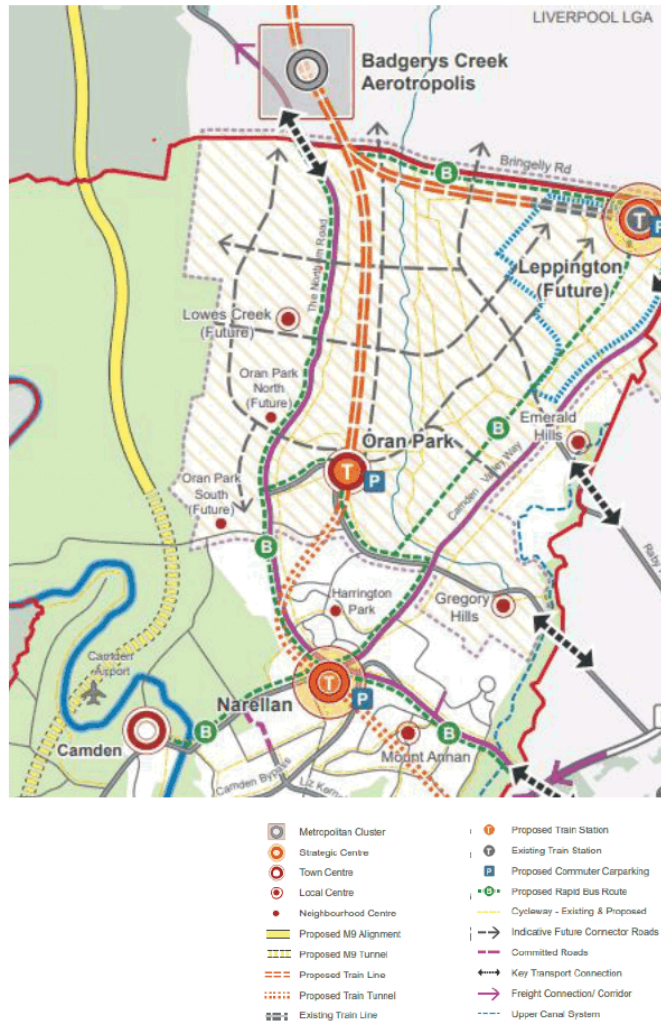 LIVERPOOL LGA
Badgerys Creek
Aerotropolis
Bringelly Rd
B
T
P
Leppington
(Future)
The Northern Road
Lowes Creek
(Future)
Oran Park
North
(Future)
B
Emerald
Hills
Oran Park
T
P
Camden Valley Way
Oran Park
South
(Future)
B
Raby
Harrington
Park
Gregory
Hills
Camden
Airport
T
Narellan
P
B
B
Camden
Mount Annan
Camden Bypass
Metropolitan Cluster
Strategic Centre
Town Centre
Local Centre
Neighbourhood Centre
Proposed M9 Alignment
Proposed M9 Tunnel
Proposed Train Line
Proposed Train Tunnel
Existing Train Line
T Proposed Train Station
T Existing Train Station
P Proposed Commuter Carparking
B Proposed Rapid Bus Route
Cycleway - Existing & Proposed
Indicative Future Connector Roads
Committed Roads
Key Transport Connection
Freight Connection/ Corridor
Upper Canal System